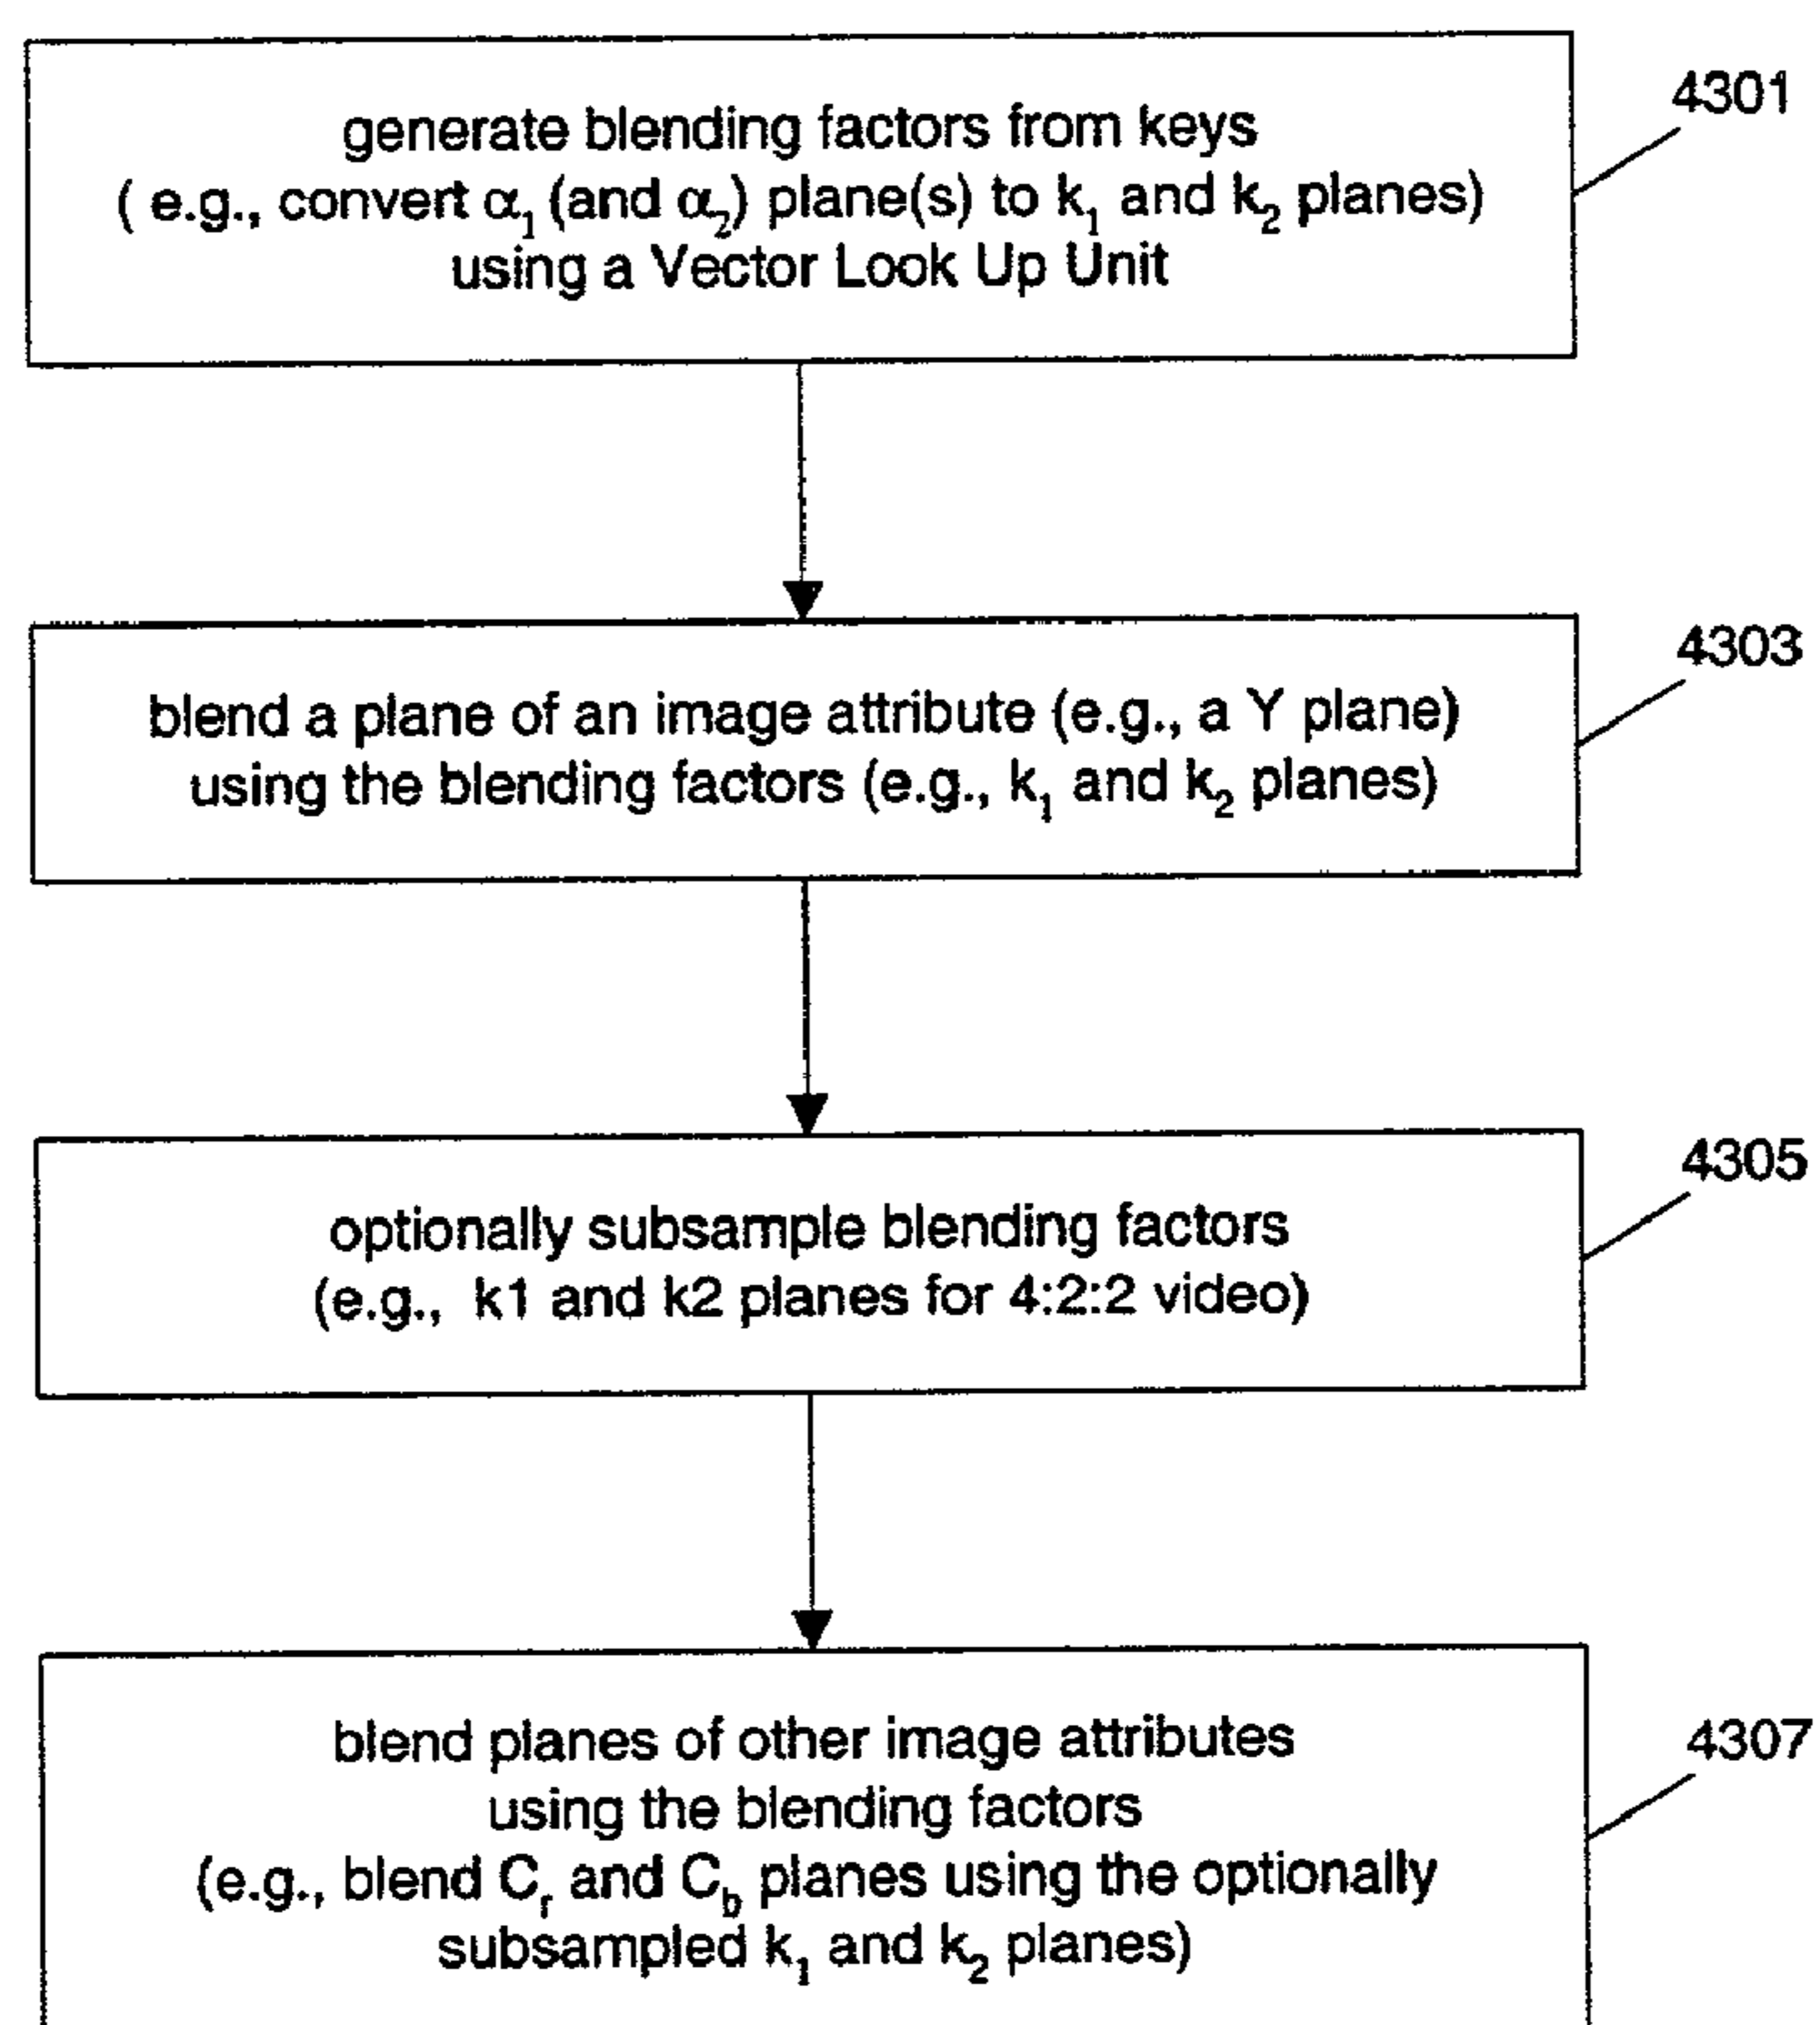 generate blending factors from keys
4301
( e.g., convert α₁ (and α₂) plane(s) to k₁ and k₂ planes)
using a Vector Look Up Unit
4303
blend a plane of an image attribute (e.g., a Y plane)
using the blending factors (e.g., k₁ and k₂ planes)
4305
optionally subsample blending factors
(e.g., k1 and k2 planes for 4:2:2 video)
blend planes of other image attributes
4307
using the blending factors
(e.g., blend Cᵣ and C_b planes using the optionally
subsampled k₁ and k₂ planes)